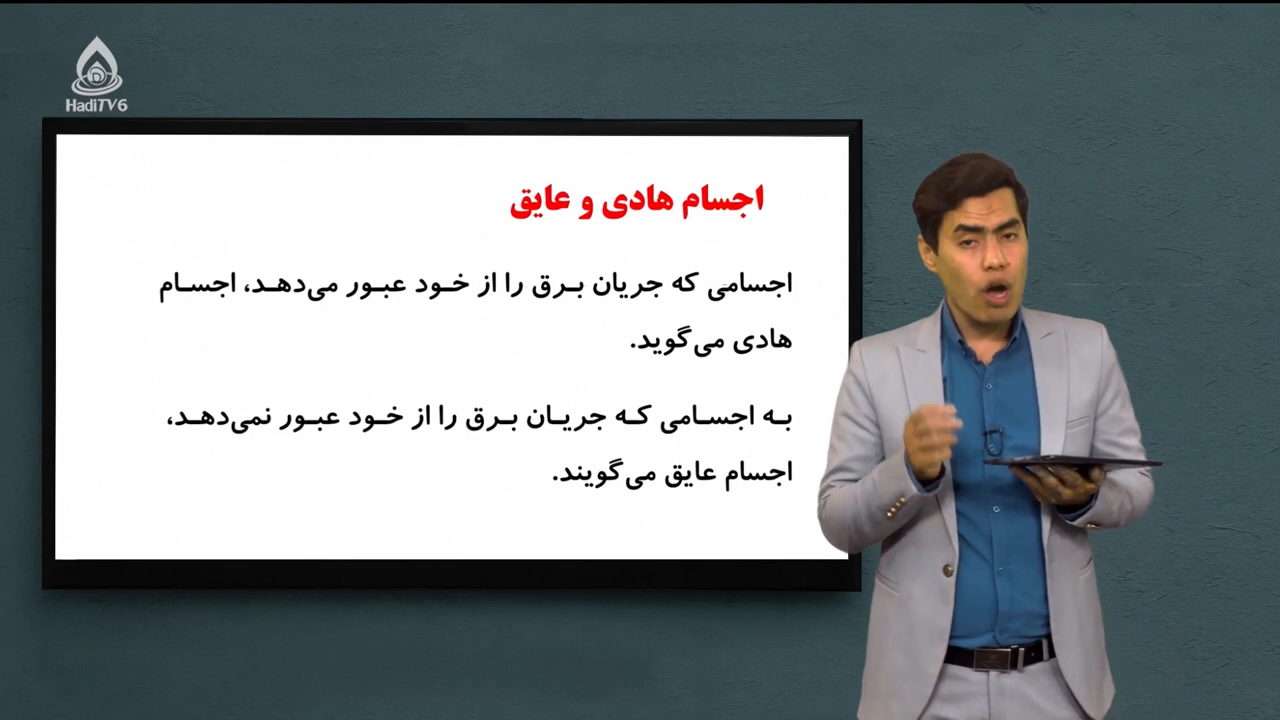 HadiTV6
اجسام هادی و عایق
اجسامی که جریان برق را از خود عبور می‌دهد، اجسام
هادی می‌گوید.
به اجسامی که جریان برق را از خود عبور نمی‌دهد،
اجسام عایق می‌گویند.